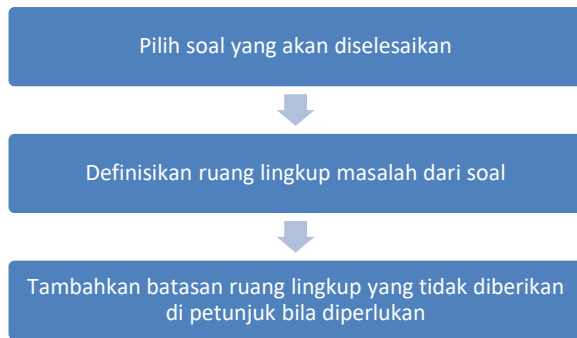 Pilih soal yang akan diselesaikan
Definisikan ruang lingkup masalah dari soal
Tambahkan batasan ruang lingkup yang tidak diberikan
di petunjuk bila diperlukan